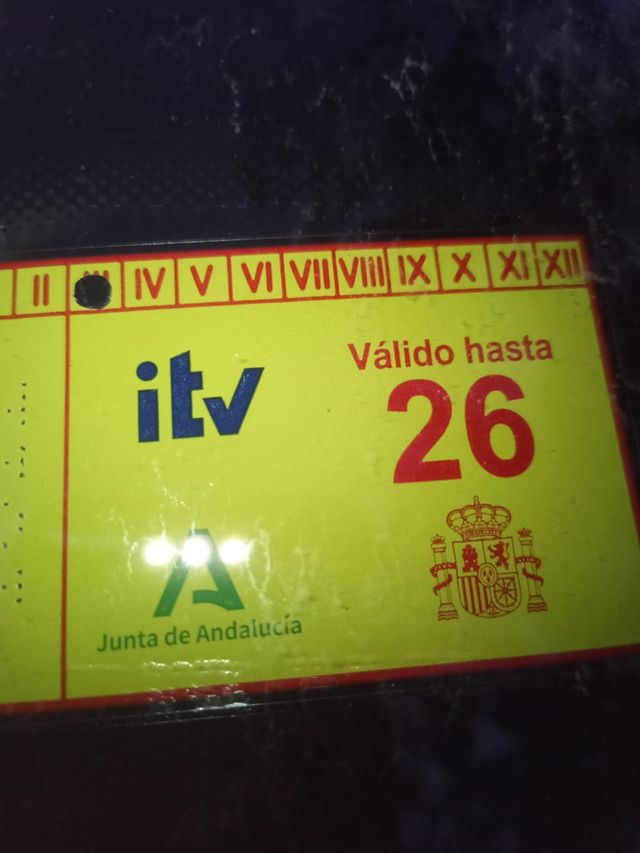 II III IV V VI VII VIII IX X XI XII
itv
Válido hasta
26
Junta de Andalucía